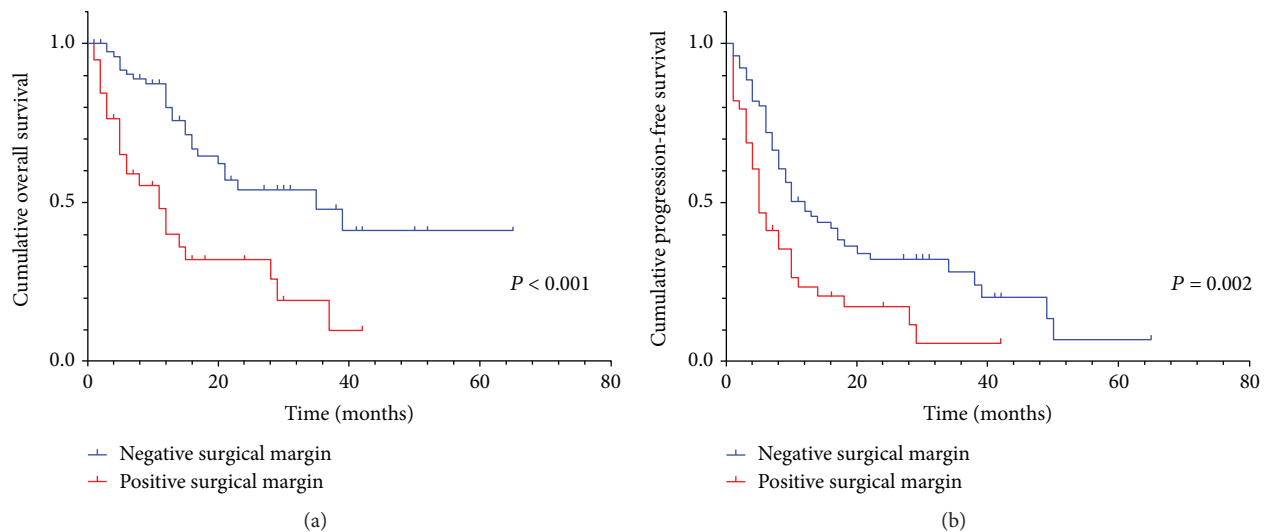 Cumulative overall survival
1.0
0.5
0.0
0
20
40
60
80
P < 0.001
Time (months)
Negative surgical margin
Positive surgical margin
(a)
Cumulative progression-free survival
1.0
0.5
0.0
0
20
40
60
80
P = 0.002
Time (months)
Negative surgical margin
Positive surgical margin
(b)